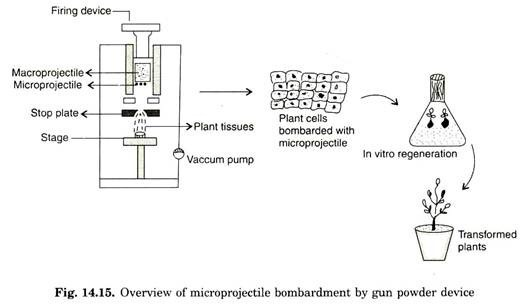 Firing device
Macroprojectile
Microprojectile
Stop plate
Plant tissues
Stage
Vaccum pump
Plant cells
bombarded with
microprojectile
In vitro regeneration
Transformed
plants
Fig. 14.15. Overview of microprojectile bombardment by gun powder device